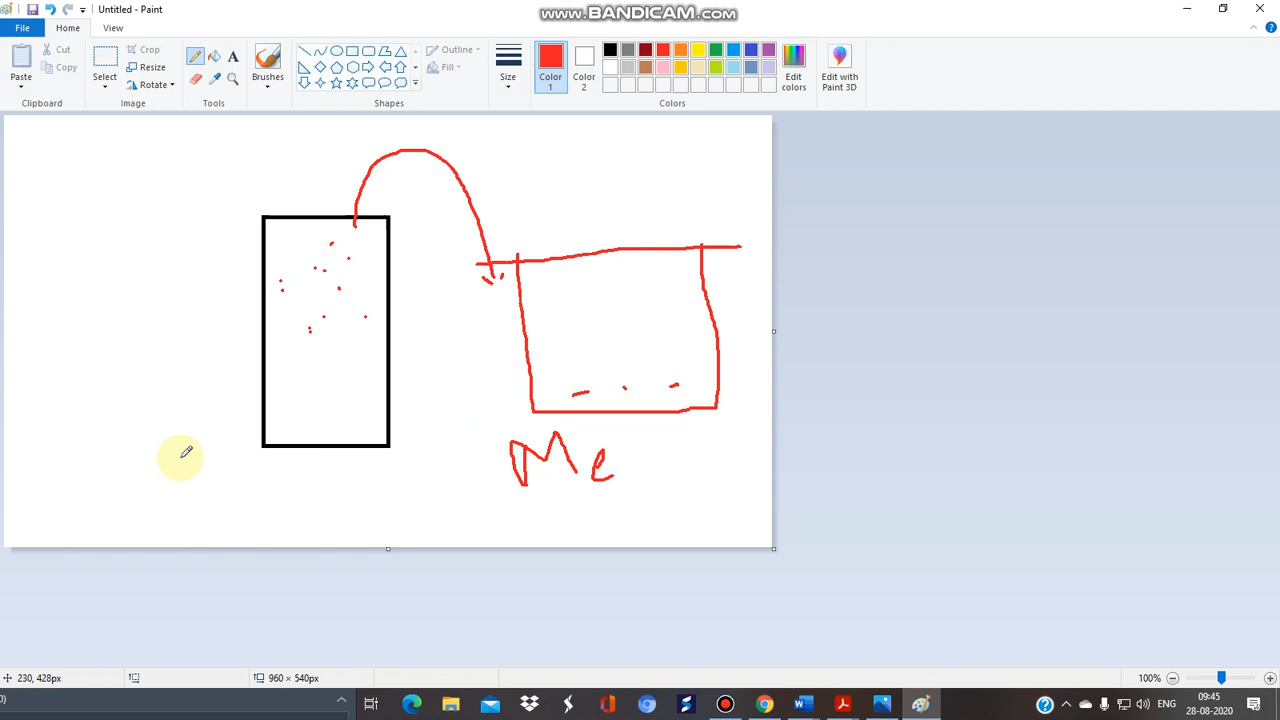 Untitled - Paint
WWW.BANDICAM.COM
File
Home
View
Cut
Copy
Paste
Clipboard
Crop
Resize
Rotate
Select
Image
Tools
Brushes
Outline
Fill
Shapes
Size
Color 1
Color 2
Edit colors
Edit with Paint 3D
Colors
Me
230, 428px
960 × 540px
100%
0)
ENG
09:45
28-08-2020